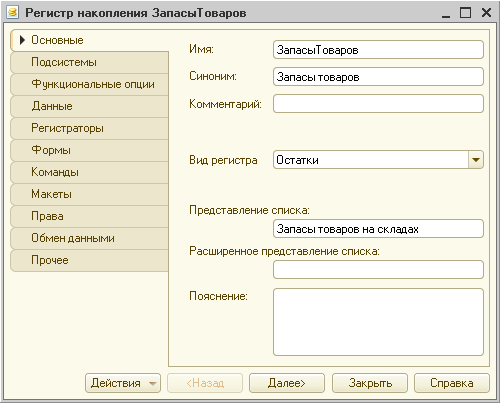 Регистр накопления ЗапасыТоваров
Основные
Подсистемы
Функциональные опции
Данные
Регистраторы
Формы
Команды
Макеты
Права
Обмен данными
Прочее
Имя: ЗапасыТоваров
Синоним: Запасы товаров
Комментарий:
Вид регистра Остатки
Представление списка:
Запасы товаров на складах
Расширенное представление списка:
Пояснение:
Действия <Назад Далее> Закрыть Справка